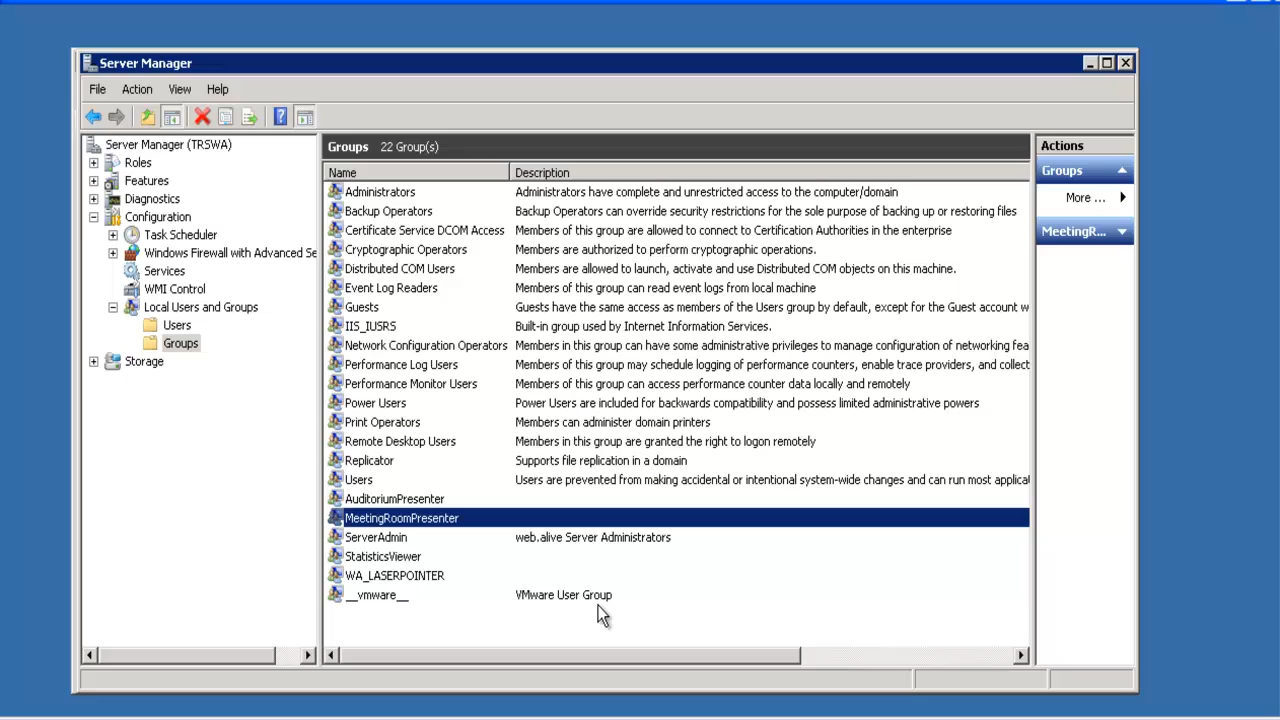 Server Manager
File Action View Help
Server Manager (TRSWA)
Roles
Features
Diagnostics
Configuration
Task Scheduler
Windows Firewall with Advanced Se
Services
WMI Control
Local Users and Groups
Users
Groups
Storage
Groups 22 Group(s)
Name Description
Administrators Administrators have complete and unrestricted access to the computer/domain
Backup Operators Backup Operators can override security restrictions for the sole purpose of backing up or restoring files
Certificate Service DCOM Access Members of this group are allowed to connect to Certification Authorities in the enterprise
Cryptographic Operators Members are authorized to perform cryptographic operations.
Distributed COM Users Members are allowed to launch, activate and use Distributed COM objects on this machine.
Event Log Readers Members of this group can read event logs from local machine
Guests Guests have the same access as members of the Users group by default, except for the Guest account w
IIS_IUSRS Built-in group used by Internet Information Services.
Network Configuration Operators Members in this group can have some administrative privileges to manage configuration of networking fea
Performance Log Users Members of this group may schedule logging of performance counters, enable trace providers, and collect
Performance Monitor Users Members of this group can access performance counter data locally and remotely
Power Users Power Users are included for backwards compatibility and possess limited administrative powers
Print Operators Members can administer domain printers
Remote Desktop Users Members in this group are granted the right to logon remotely
Replicator Supports file replication in a domain
Users Users are prevented from making accidental or intentional system-wide changes and can run most applica
AuditoriumPresenter
MeetingRoomPresenter
ServerAdmin web.alive Server Administrators
StatisticsViewer
WA_LASERPOINTER
__vmware__ VMware User Group
Actions
Groups
More ...
MeetingR...